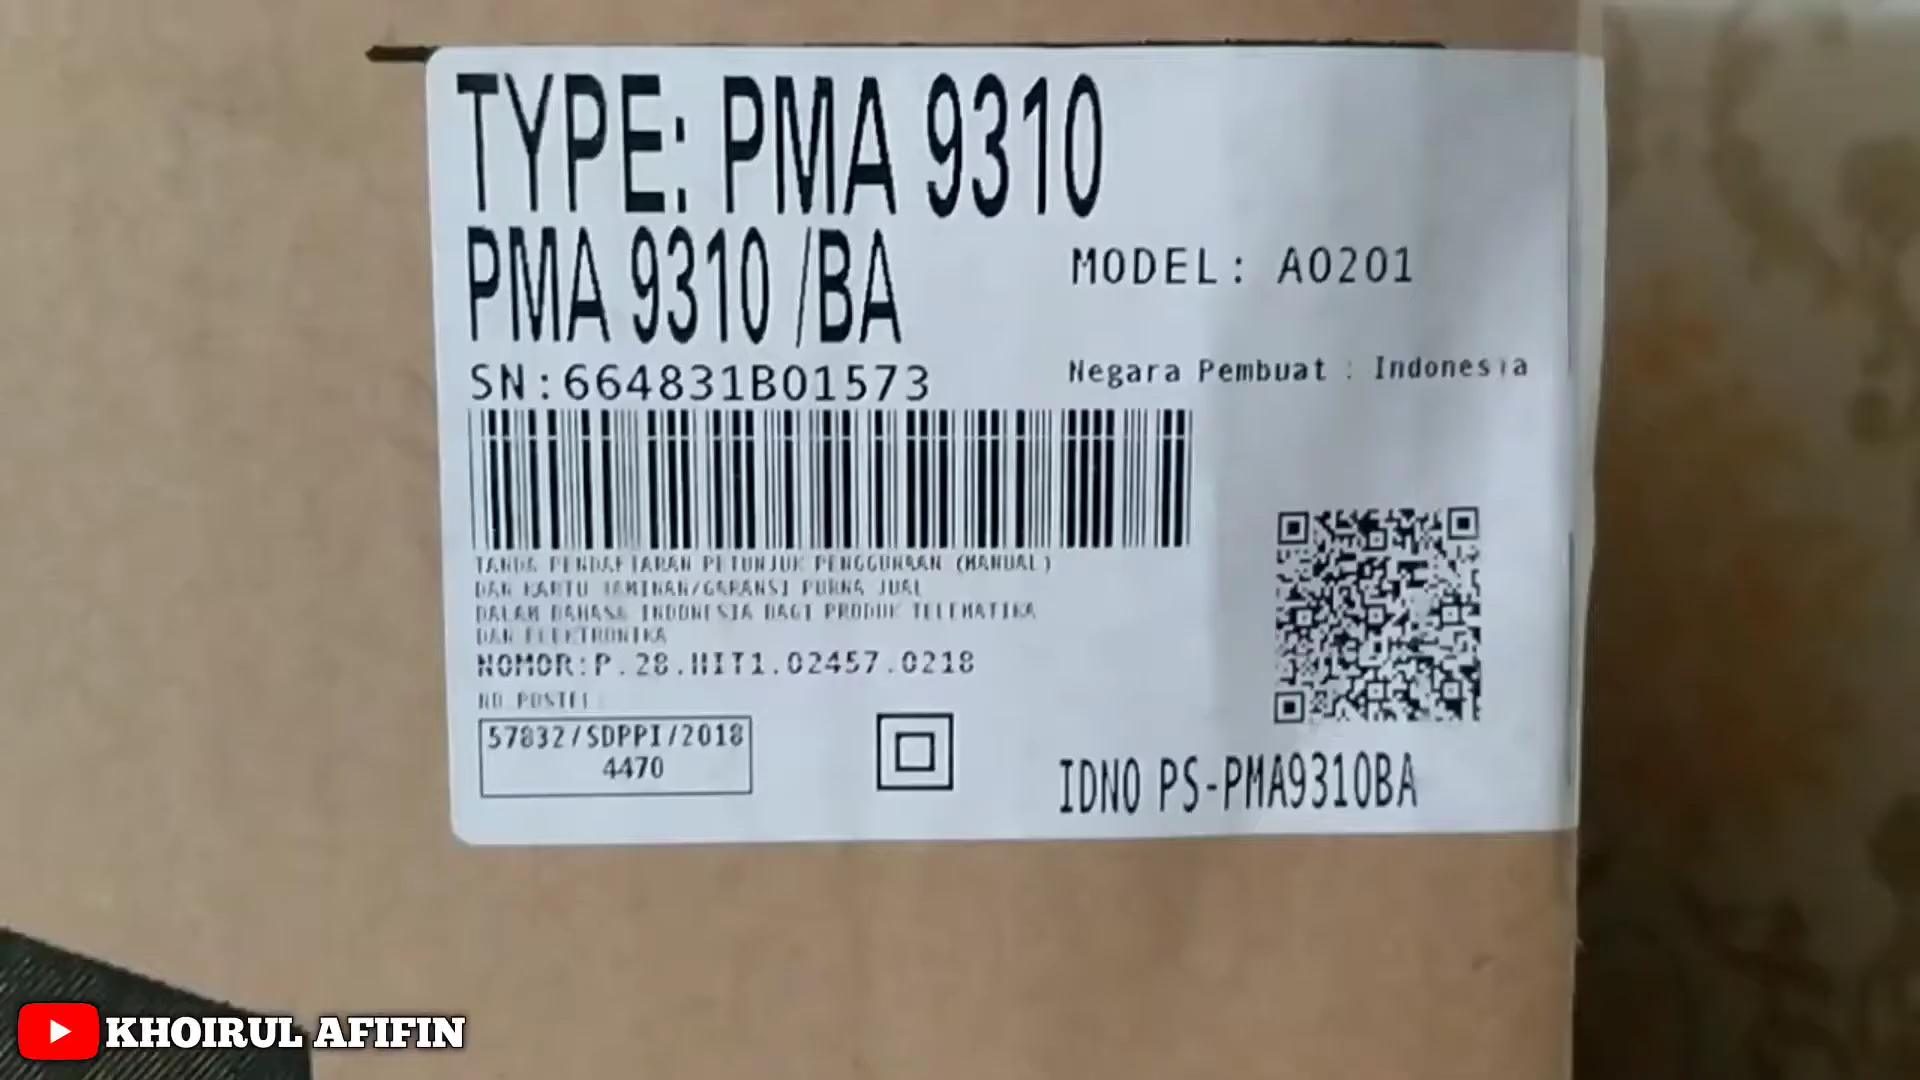 TYPE: PMA 9310
PMA 9310 /BA
MODEL: A0201
SN:664831B01573
Negara Pembuat : Indonesia
TANDA PENDAFTARAN PETUNJUK PENGGUNAAN (MANUAL)
DAN KARTU JAMINAN/GARANSI PURNA JUAL
DALAM BAHASA INDONESIA BAGI PRODUK TELEMATIKA
DAN ELEKTRONIKA
NOMOR:P.28.HIT1.02457.0218
NO POSTEL:
57832/SDPPI/2018
4470
IDNO PS-PMA9310BA
KHOIRUL AFIFIN